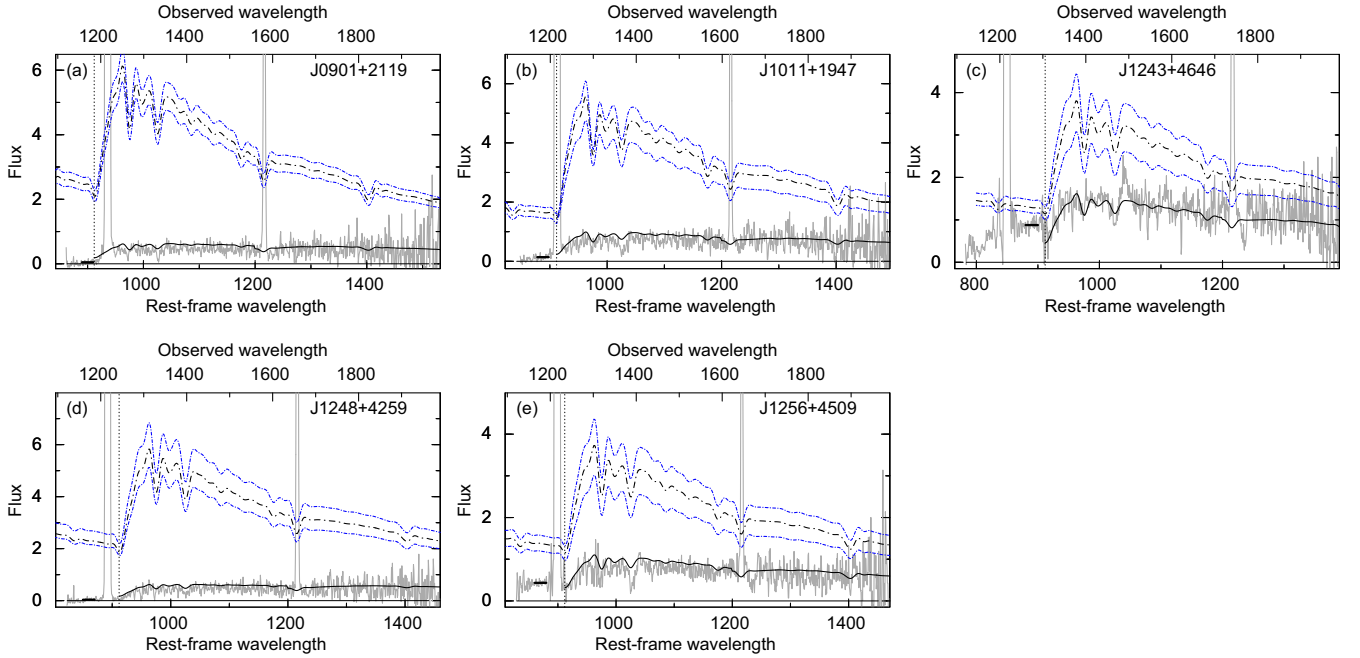 Observed wavelength
1200 1400 1600 1800
(a) J0901+2119
Flux
6
4
2
0
1000 1200 1400
Rest-frame wavelength
Observed wavelength
1200 1400 1600 1800
(b) J1011+1947
Flux
6
4
2
0
1000 1200 1400
Rest-frame wavelength
Observed wavelength
1200 1400 1600 1800
(c) J1243+4646
Flux
4
2
0
800 1000 1200
Rest-frame wavelength
Observed wavelength
1200 1400 1600 1800
(d) J1248+4259
Flux
6
4
2
0
1000 1200 1400
Rest-frame wavelength
Observed wavelength
1200 1400 1600 1800
(e) J1256+4509
Flux
4
2
0
1000 1200 1400
Rest-frame wavelength